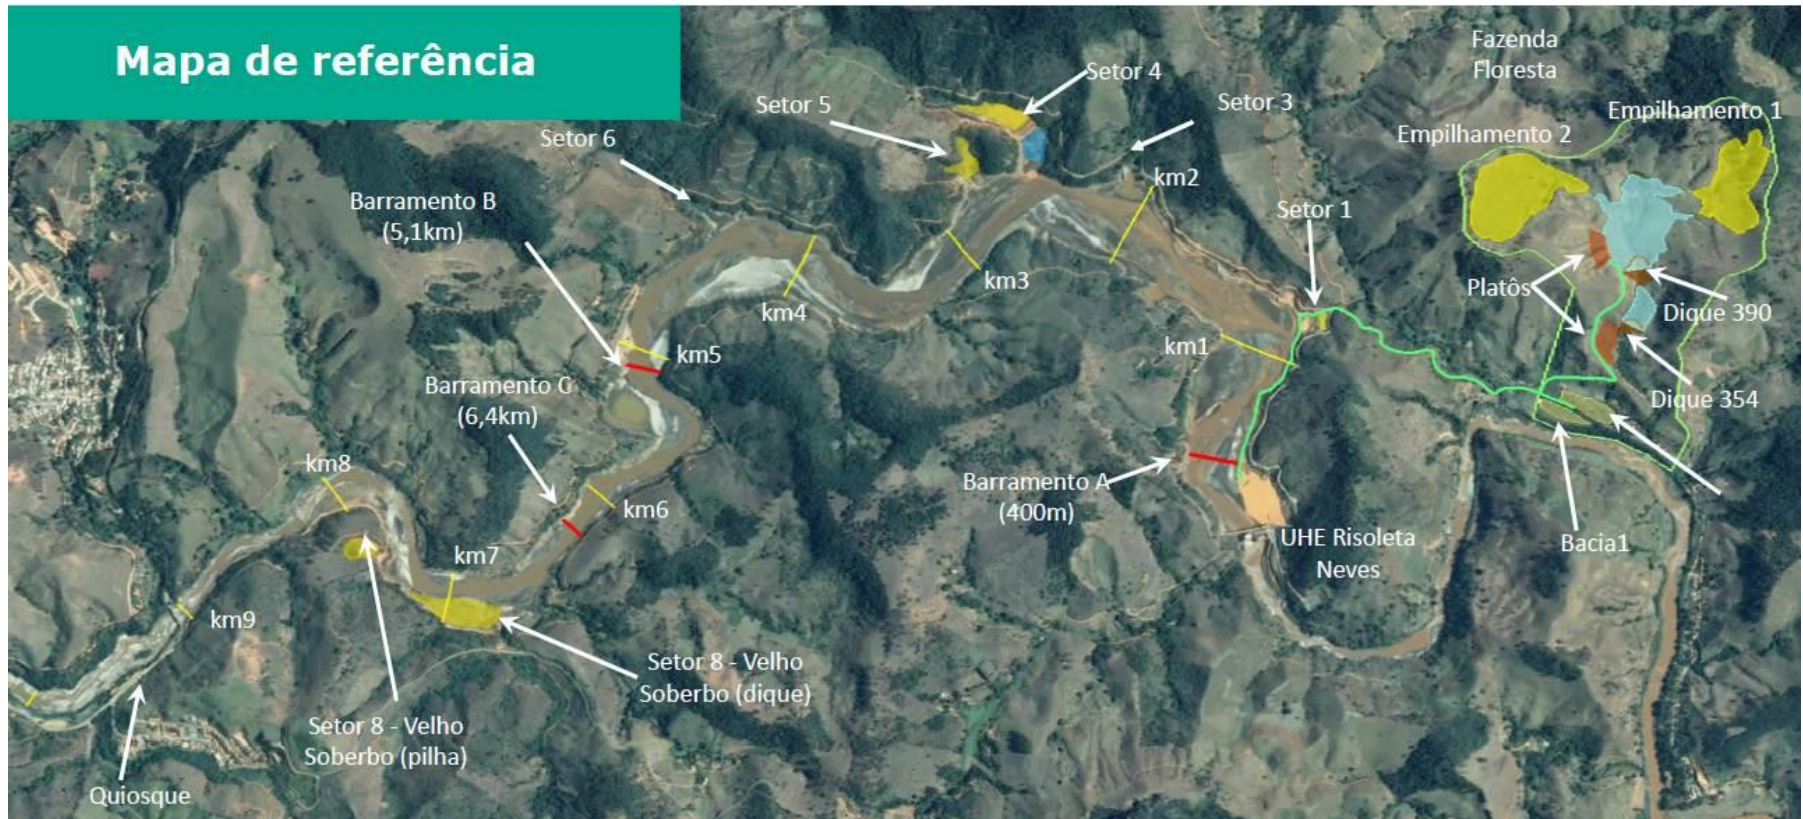 Mapa de referência
Fazenda
Floresta
Setor 4
Setor 5
Setor 3
Empilhamento 1
Empilhamento 2
Setor 6
km2
Barramento B
(5,1km)
Setor 1
km3
Platôs
Dique 390
km4
km1
km5
Barramento C
(6,4km)
Dique 354
km8
Barramento A
(400m)
km6
UHE Risoleta
Neves
Bacia1
km7
km9
Setor 8 - Velho
Soberbo (dique)
Setor 8 - Velho
Soberbo (pilha)
Quiosque